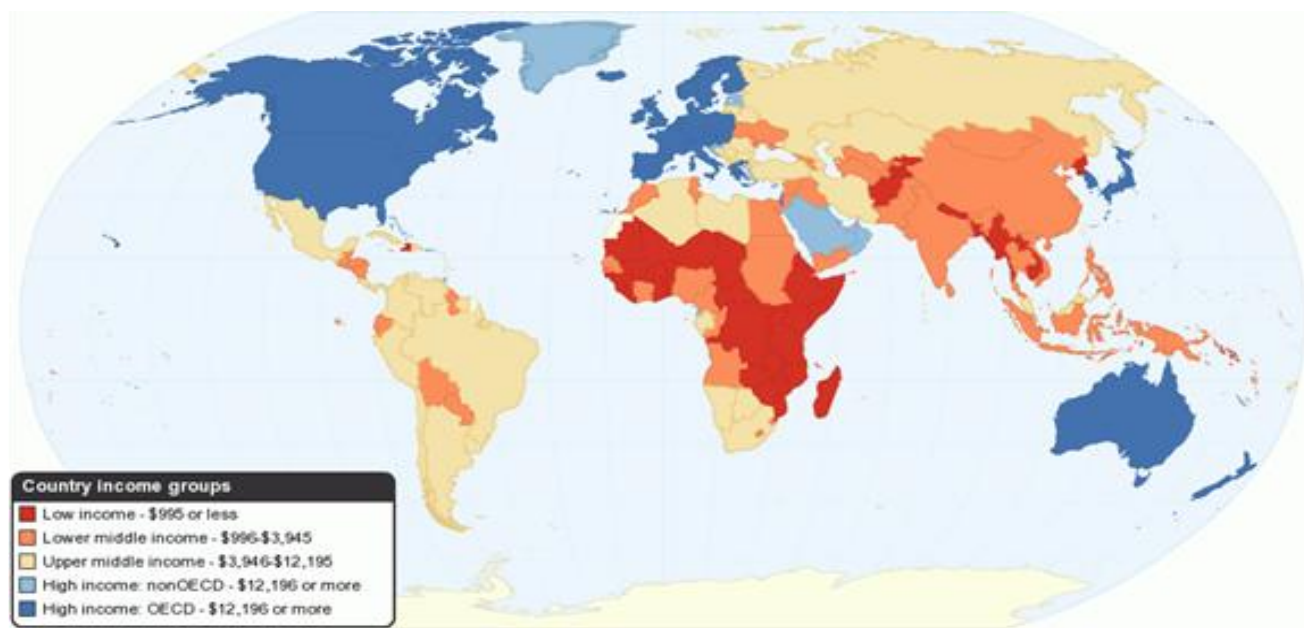 Country Income groups
Low income - $995 or less
Lower middle income - $996-$3,945
Upper middle income - $3,946-$12,195
High income: nonOECD - $12,196 or more
High income: OECD - $12,196 or more